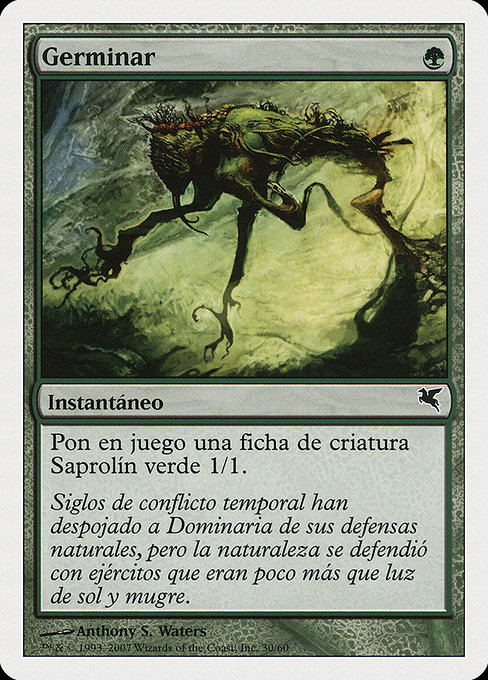 Germinar
Instantáneo
Pon en juego una ficha de criatura
Saprolín verde 1/1.
Siglos de conflicto temporal han
despojado a Dominaria de sus defensas
naturales, pero la naturaleza se defendió
con ejércitos que eran poco más que luz
de sol y mugre.
Anthony S. Waters
™ & © 1993-2007 Wizards of the Coast, Inc. 30/60